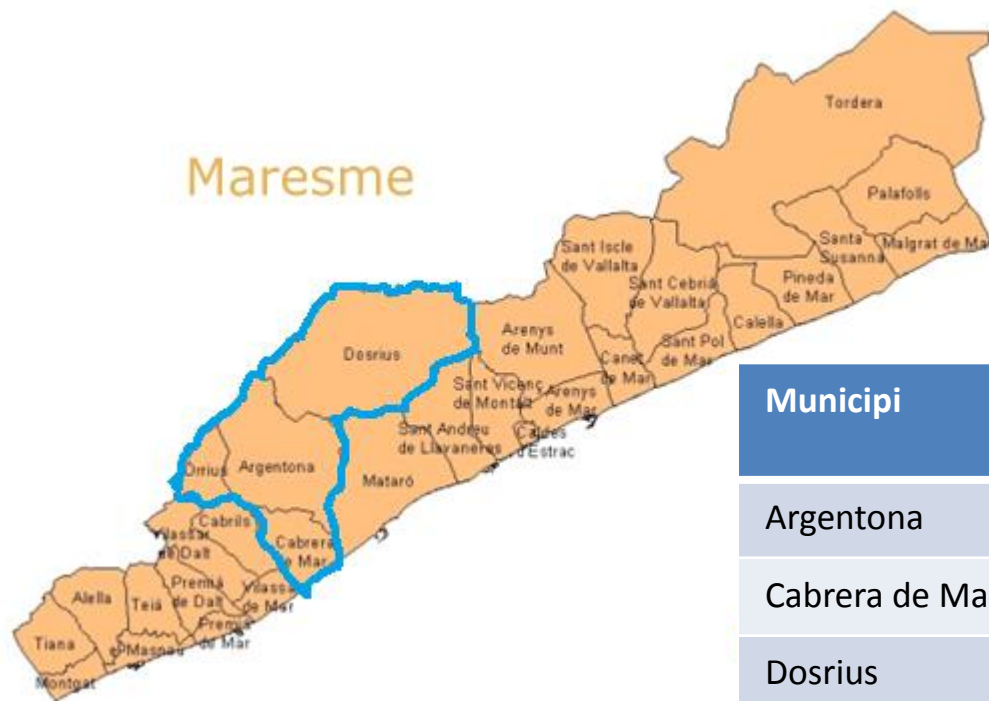 Maresme
Tordera
Palafolls
Santa
Susanna
Malgrat de Ma
Pineda
de Mar
Sant Iscle
de Vallalta
Sant Cebrià
de Vallalta
Calella
Sant Pol
de Mar
Canet
de Mar
Arenys
de Munt
Arenys
de Mar
Caldes
d'Estrac
Sant Vicenç
de Montalt
Sant Andreu
de Llavaneres
Mataró
Dosrius
Argentona
Orrius
Cabrera
de Mar
Cabrils
Vilassar
de Dalt
Vilassar
de Mar
Premià
de Dalt
Premià
de Mar
Teià
el Masnou
Alella
Tiana
Montgat
Municipi
Argentona
Cabrera de Ma
Dosrius